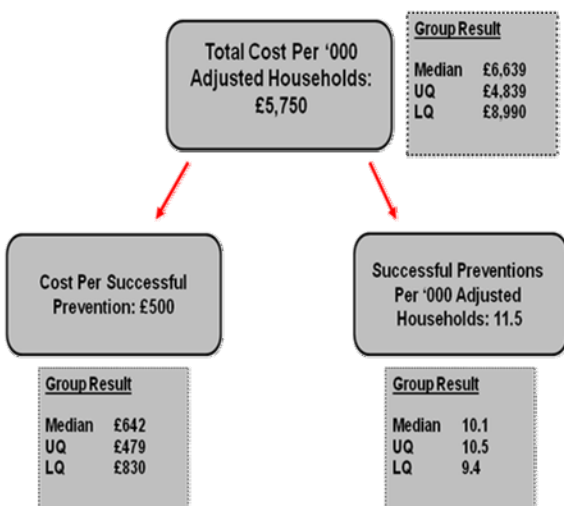 Total Cost Per ‘000
Adjusted Households:
£5,750
Group Result
Median £6,639
UQ £4,839
LQ £8,990
Cost Per Successful
Prevention: £500
Successful Preventions
Per ‘000 Adjusted
Households: 11.5
Group Result
Median £642
UQ £479
LQ £830
Group Result
Median 10.1
UQ 10.5
LQ 9.4